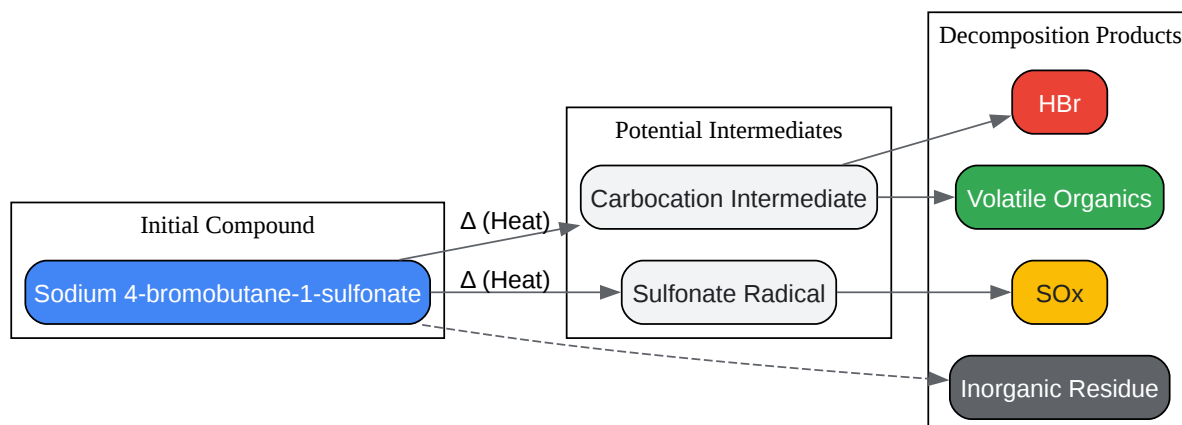 Decomposition Products
HBr
Potential Intermediates
Carbocation Intermediate
Volatile Organics
Initial Compound
Δ (Heat)
Sodium 4-bromobutane-1-sulfonate
Δ (Heat)
Sulfonate Radical
SOx
Inorganic Residue